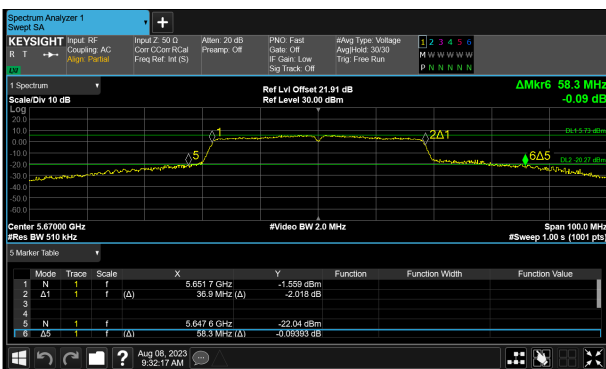 Spectrum Analyzer 1
Swept SA
KEYSIGHT
R T
LXI
Input: RF
Coupling: AC
Align: Partial
Input Z: 50 Ω
Corr CCorr RCal
Freq Ref: Int (S)
Atten: 20 dB
Preamp: Off
PNO: Fast
Gate: Off
IF Gain: Low
Sig Track: Off
#Avg Type: Voltage
Avg|Hold: 30/30
Trig: Free Run
1 2 3 4 5 6
M W W W W W
P N N N N N
1 Spectrum
Scale/Div 10 dB
Ref Lvl Offset 21.91 dB
Ref Level 30.00 dBm
ΔMkr6 58.3 MHz
-0.09 dB
Log
20.0
10.0
0.00
-10.0
-20.0
-30.0
-40.0
-50.0
-60.0
1
2Δ1
5
6Δ5
DL1 5.73 dBm
DL2 -20.27 dBm
Center 5.67000 GHz
#Res BW 510 kHz
#Video BW 2.0 MHz
Span 100.0 MHz
#Sweep 1.00 s (1001 pts)
5 Marker Table
Mode Trace Scale X Y Function Function Width Function Value
1 N 1 f 5.651 7 GHz -1.559 dBm
2 Δ1 1 f (Δ) 36.9 MHz (Δ) -2.018 dB
3
4
5 N 1 f 5.647 6 GHz -22.04 dBm
6 Δ5 1 f (Δ) 58.3 MHz (Δ) -0.09393 dB
Aug 08, 2023
9:32:17 AM